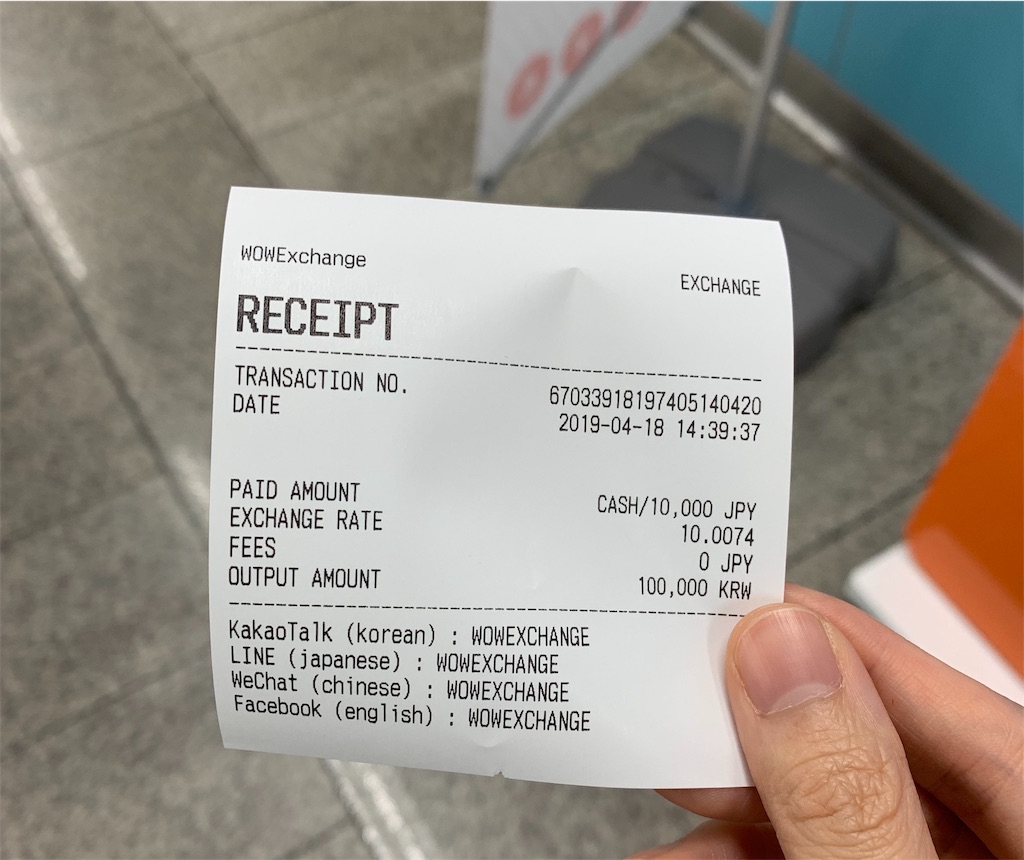 WOWExchange
EXCHANGE
RECEIPT
TRANSACTION NO. 67033918197405140420
DATE 2019-04-18 14:39:37
PAID AMOUNT CASH/10,000 JPY
EXCHANGE RATE 10.0074
FEES 0 JPY
OUTPUT AMOUNT 100,000 KRW
KakaoTalk (korean) : WOWEXCHANGE
LINE (japanese) : WOWEXCHANGE
WeChat (chinese) : WOWEXCHANGE
Facebook (english) : WOWEXCHANGE